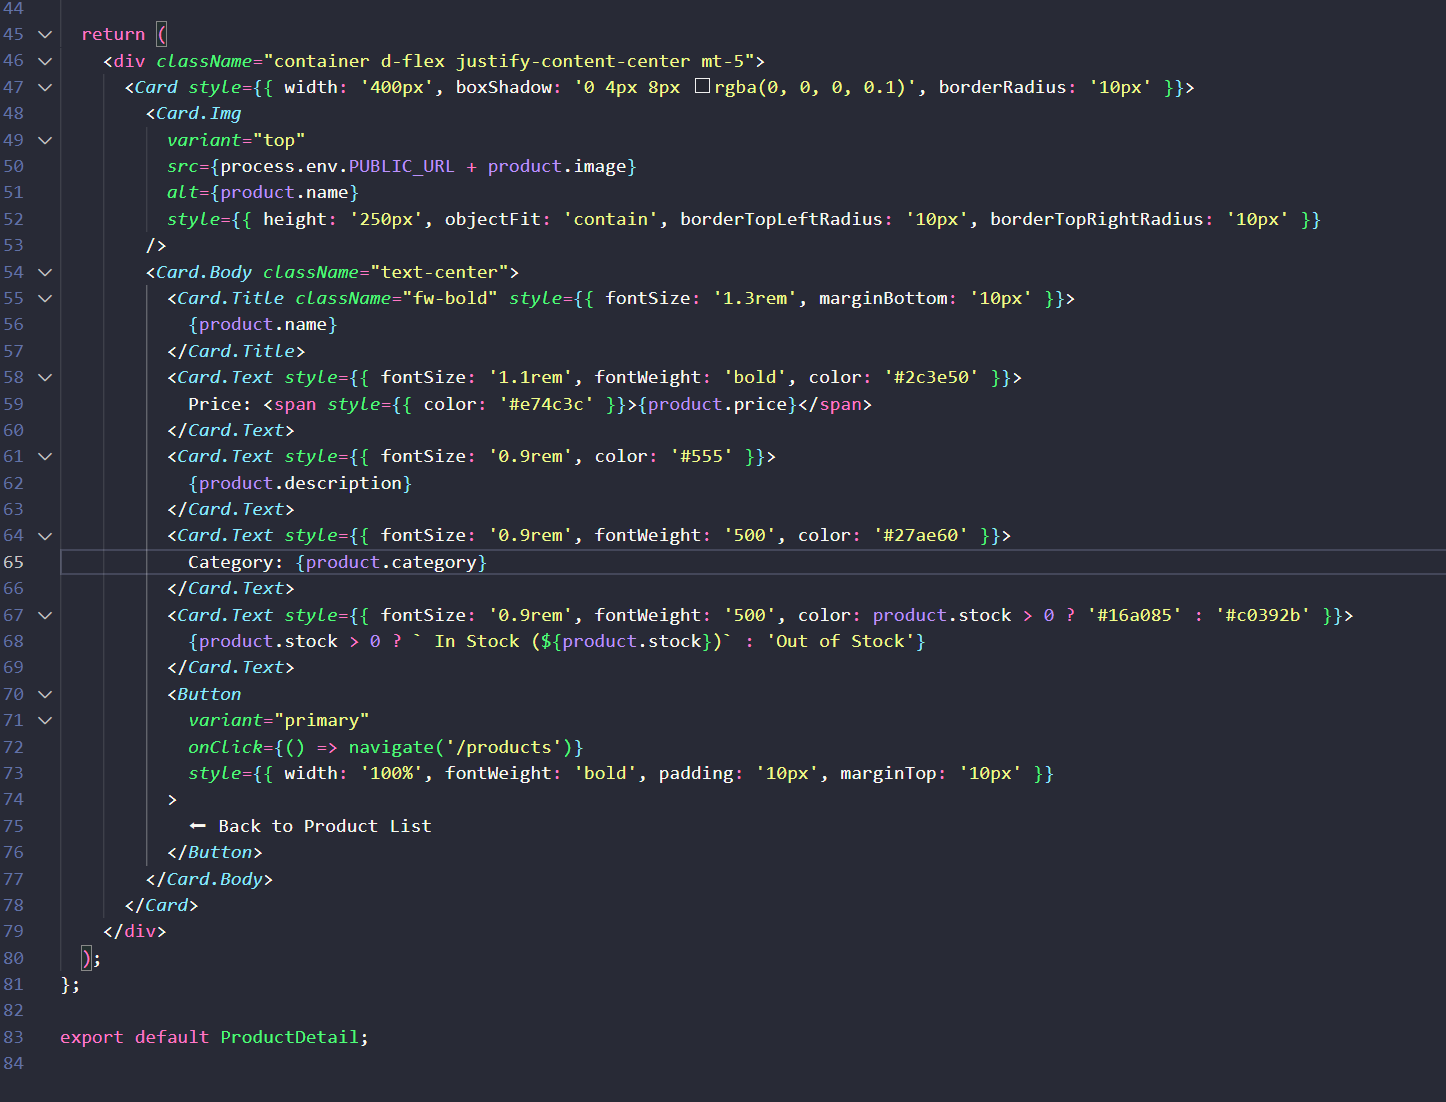 44
45 return (
46 <div className="container d-flex justify-content-center mt-5">
47 <Card style={{ width: '400px', boxShadow: '0 4px 8px rgba(0, 0, 0, 0.1)', borderRadius: '10px' }}>
48 <Card.Img
49 variant="top"
50 src={process.env.PUBLIC_URL + product.image}
51 alt={product.name}
52 style={{ height: '250px', objectFit: 'contain', borderTopLeftRadius: '10px', borderTopRightRadius: '10px' }}
53 />
54 <Card.Body className="text-center">
55 <Card.Title className="fw-bold" style={{ fontSize: '1.3rem', marginBottom: '10px' }}>
56 {product.name}
57 </Card.Title>
58 <Card.Text style={{ fontSize: '1.1rem', fontWeight: 'bold', color: '#2c3e50' }}>
59 Price: <span style={{ color: '#e74c3c' }}>{product.price}</span>
60 </Card.Text>
61 <Card.Text style={{ fontSize: '0.9rem', color: '#555' }}>
62 {product.description}
63 </Card.Text>
64 <Card.Text style={{ fontSize: '0.9rem', fontWeight: '500', color: '#27ae60' }}>
65 Category: {product.category}
66 </Card.Text>
67 <Card.Text style={{ fontSize: '0.9rem', fontWeight: '500', color: product.stock > 0 ? '#16a085' : '#c0392b' }}>
68 {product.stock > 0 ? ` In Stock (${product.stock})` : 'Out of Stock'}
69 </Card.Text>
70 <Button
71 variant="primary"
72 onClick={() => navigate('/products')}
73 style={{ width: '100%', fontWeight: 'bold', padding: '10px', marginTop: '10px' }}
74 >
75 ⬅ Back to Product List
76 </Button>
77 </Card.Body>
78 </Card>
79 </div>
80 );
81 };
82
83 export default ProductDetail;
84